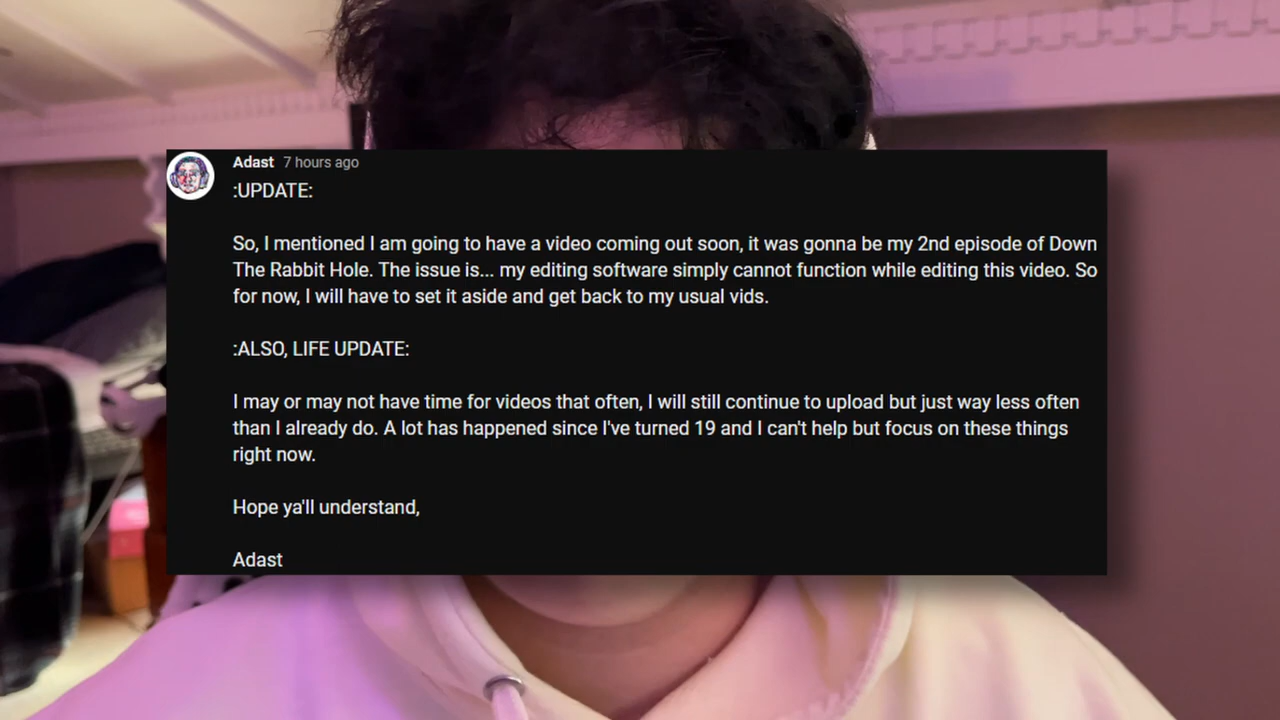 Adast 7 hours ago
:UPDATE:
So, I mentioned I am going to have a video coming out soon, it was gonna be my 2nd episode of Down
The Rabbit Hole. The issue is... my editing software simply cannot function while editing this video. So
for now, I will have to set it aside and get back to my usual vids.
:ALSO, LIFE UPDATE:
I may or may not have time for videos that often, I will still continue to upload but just way less often
than I already do. A lot has happened since I've turned 19 and I can't help but focus on these things
right now.
Hope ya'll understand,
Adast